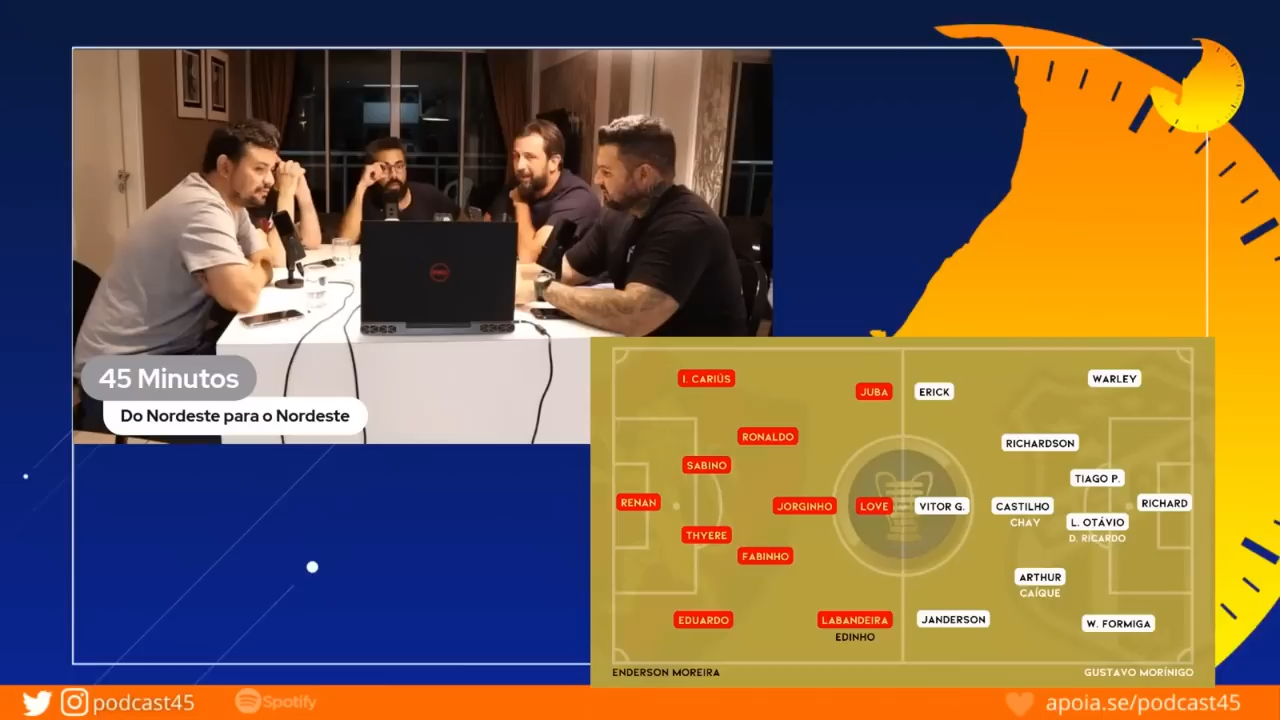 45 Minutos
Do Nordeste para o Nordeste
DELL
I. CARIÚS
WARLEY
JUBA
ERICK
RONALDO
RICHARDSON
SABINO
TIAGO P.
RENAN
JORGINHO
LOVE
VITOR G.
CASTILHO
CHAY
RICHARD
L. OTÁVIO
D. RICARDO
THYERE
FABINHO
ARTHUR
CAÍQUE
EDUARDO
LABANDEIRA
EDINHO
JANDERSON
W. FORMIGA
ENDERSON MOREIRA
GUSTAVO MORÍNIGO
podcast45
Spotify
apoia.se/podcast45